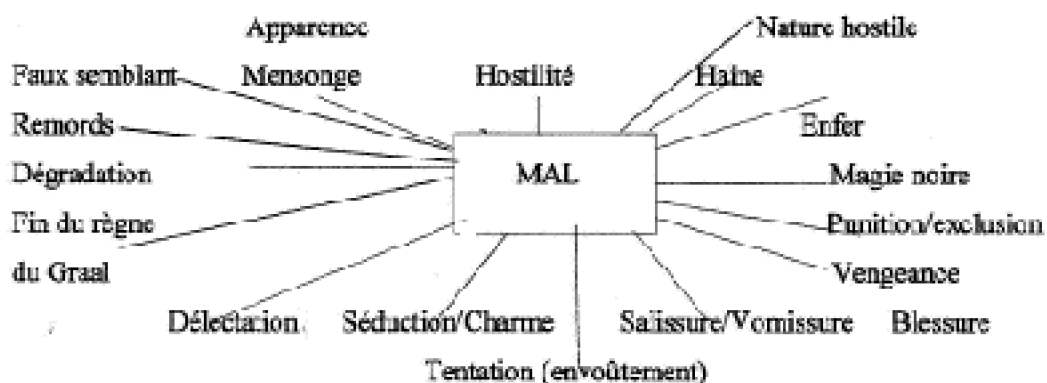 Apparence Nature hostile
Faux semblant Mensonge Hostilité Haine
Remords Enfer
Dégradation MAL Magie noire
Fin du règne Punition/exclusion
du Graal Vengeance
Délectation Séduction/Charme Salissure/Vomissure Blessure
Tentation (envoûtement)